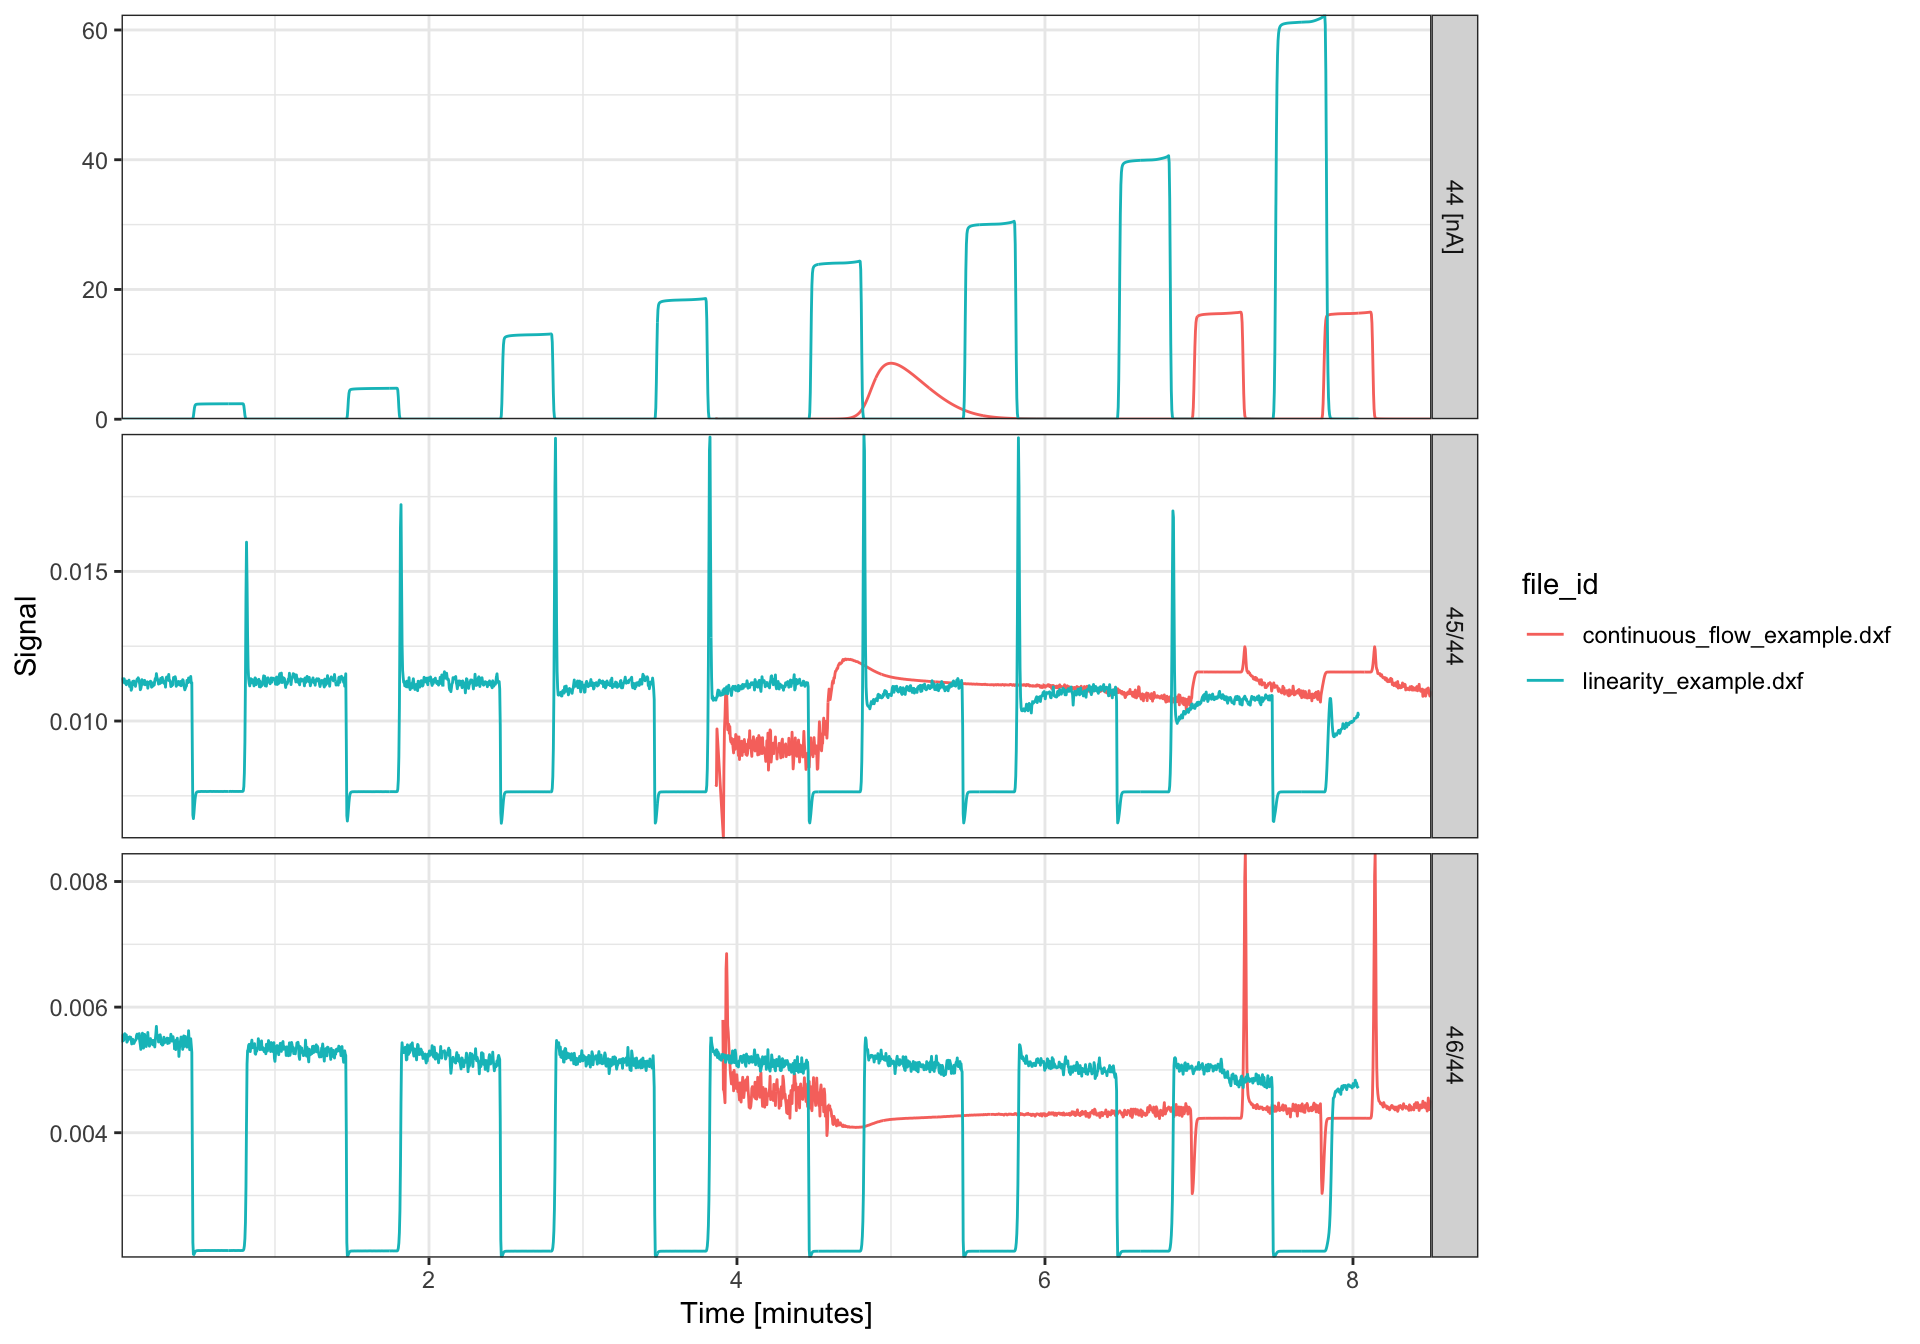 60
40
20
0
44 [nA]
0.015
0.010
45/44
0.008
0.006
0.004
46/44
2
4
6
8
Time [minutes]
Signal
file_id
continuous_flow_example.dxf
linearity_example.dxf